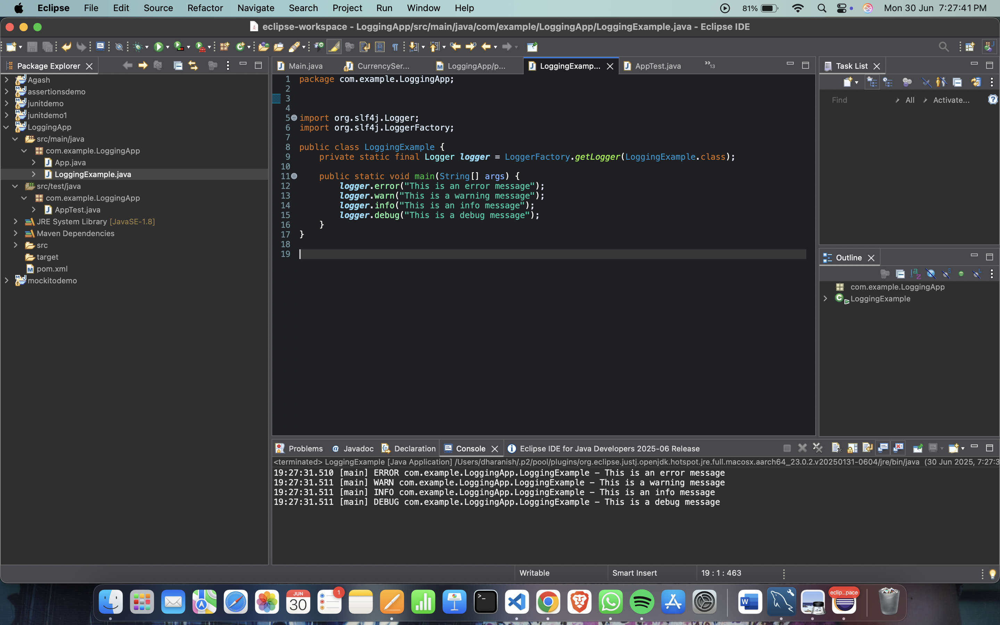 Eclipse File Edit Source Refactor Navigate Search Project Run Window Help 81% Mon 30 Jun 7:27:41 PM
eclipse-workspace - LoggingApp/src/main/java/com/example/LoggingApp/LoggingExample.java - Eclipse IDE
Package Explorer
Agash
assertionsdemo
junitdemo
junitdemo1
LoggingApp
src/main/java
com.example.LoggingApp
App.java
LoggingExample.java
src/test/java
com.example.LoggingApp
AppTest.java
JRE System Library [JavaSE-1.8]
Maven Dependencies
src
target
pom.xml
mockitodemo
Main.java CurrencySer... LoggingApp/p... LoggingExamp... AppTest.java »13
1 package com.example.LoggingApp;
2
3
4
5 import org.slf4j.Logger;
6 import org.slf4j.LoggerFactory;
7
8 public class LoggingExample {
9 private static final Logger logger = LoggerFactory.getLogger(LoggingExample.class);
10
11 public static void main(String[] args) {
12 logger.error("This is an error message");
13 logger.warn("This is a warning message");
14 logger.info("This is an info message");
15 logger.debug("This is a debug message");
16 }
17 }
18
19
Task List
Find All Activate...
Outline
com.example.LoggingApp
LoggingExample
Problems Javadoc Declaration Console Eclipse IDE for Java Developers 2025-06 Release
<terminated> LoggingExample [Java Application] /Users/dharanish/.p2/pool/plugins/org.eclipse.justj.openjdk.hotspot.jre.full.macosx.aarch64_23.0.2.v20250131-0604/jre/bin/java (30 Jun 2025, 7:27:3
19:27:31.510 [main] ERROR com.example.LoggingApp.LoggingExample - This is an error message
19:27:31.511 [main] WARN com.example.LoggingApp.LoggingExample - This is a warning message
19:27:31.511 [main] INFO com.example.LoggingApp.LoggingExample - This is an info message
19:27:31.511 [main] DEBUG com.example.LoggingApp.LoggingExample - This is a debug message
Writable Smart Insert 19 : 1 : 463
JUN
30
1
eclip...pace